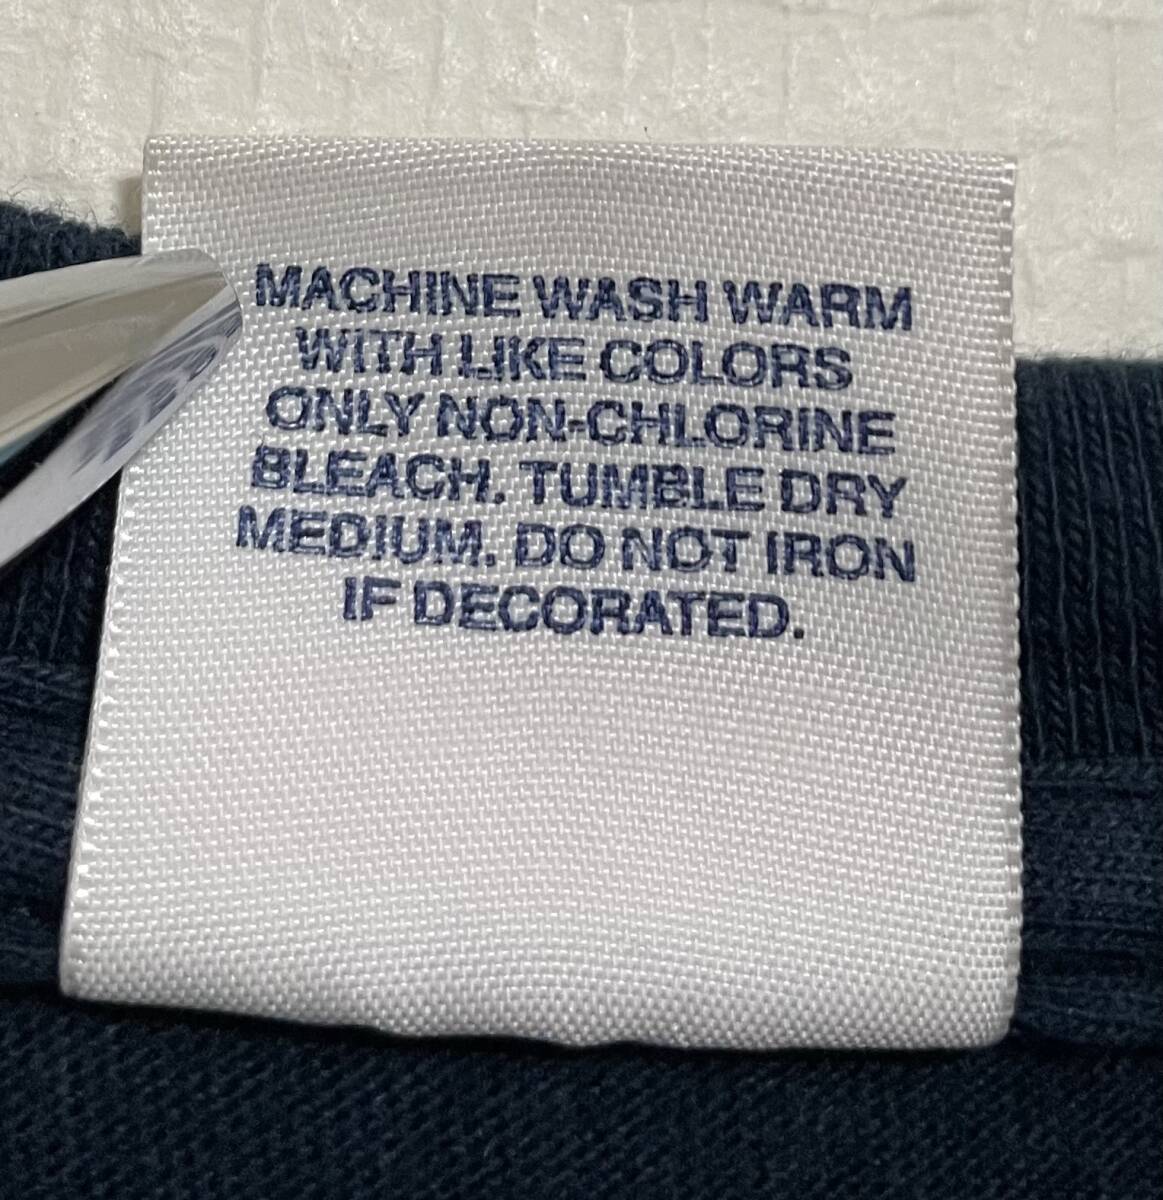 MACHINE WASH WARM
WITH LIKE COLORS
ONLY NON-CHLORINE
BLEACH. TUMBLE DRY
MEDIUM. DO NOT IRON
IF DECORATED.